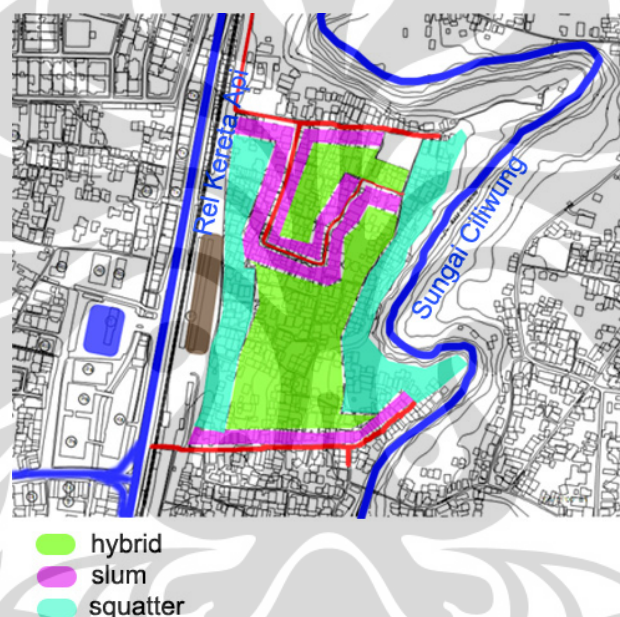 Rel Kereta Api
Sungai Ciliwung
hybrid
slum
squatter